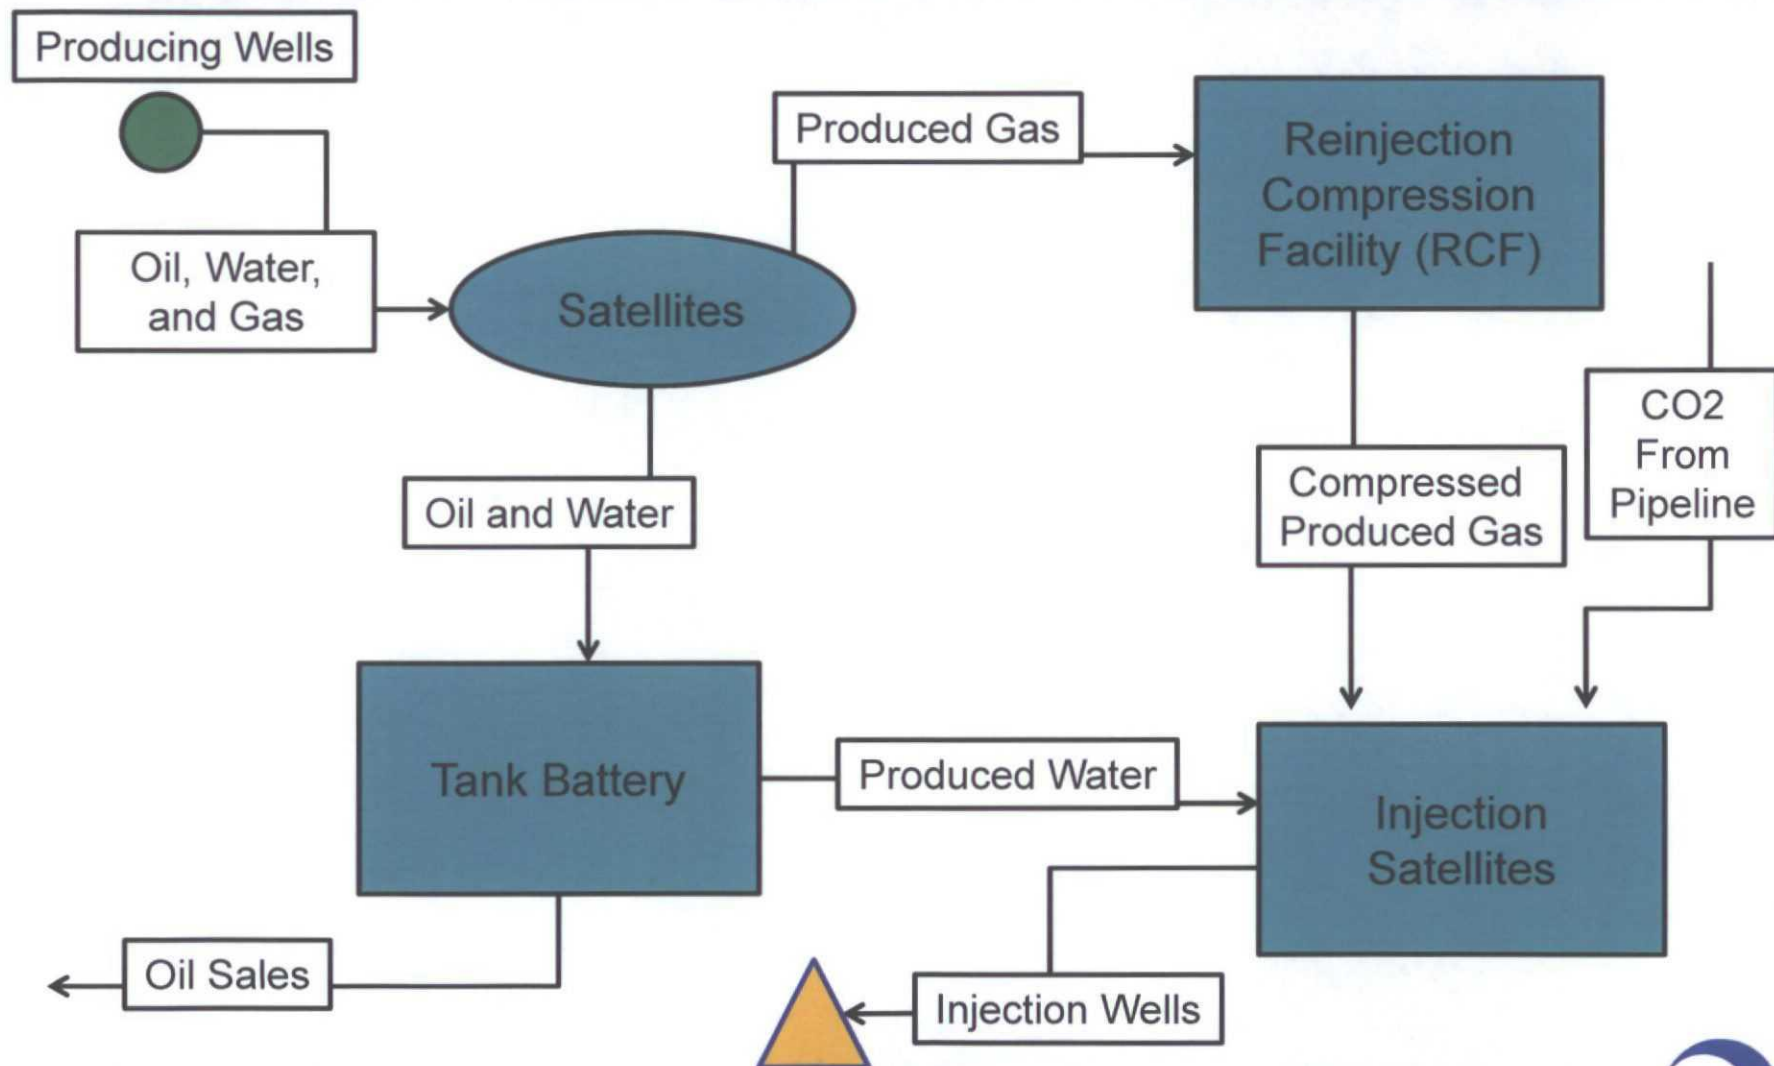 Producing Wells
Produced Gas
Reinjection
Compression
Facility (RCF)
Oil, Water,
and Gas
Satellites
CO2
From
Pipeline
Compressed
Produced Gas
Oil and Water
Tank Battery
Produced Water
Injection
Satellites
Oil Sales
Injection Wells